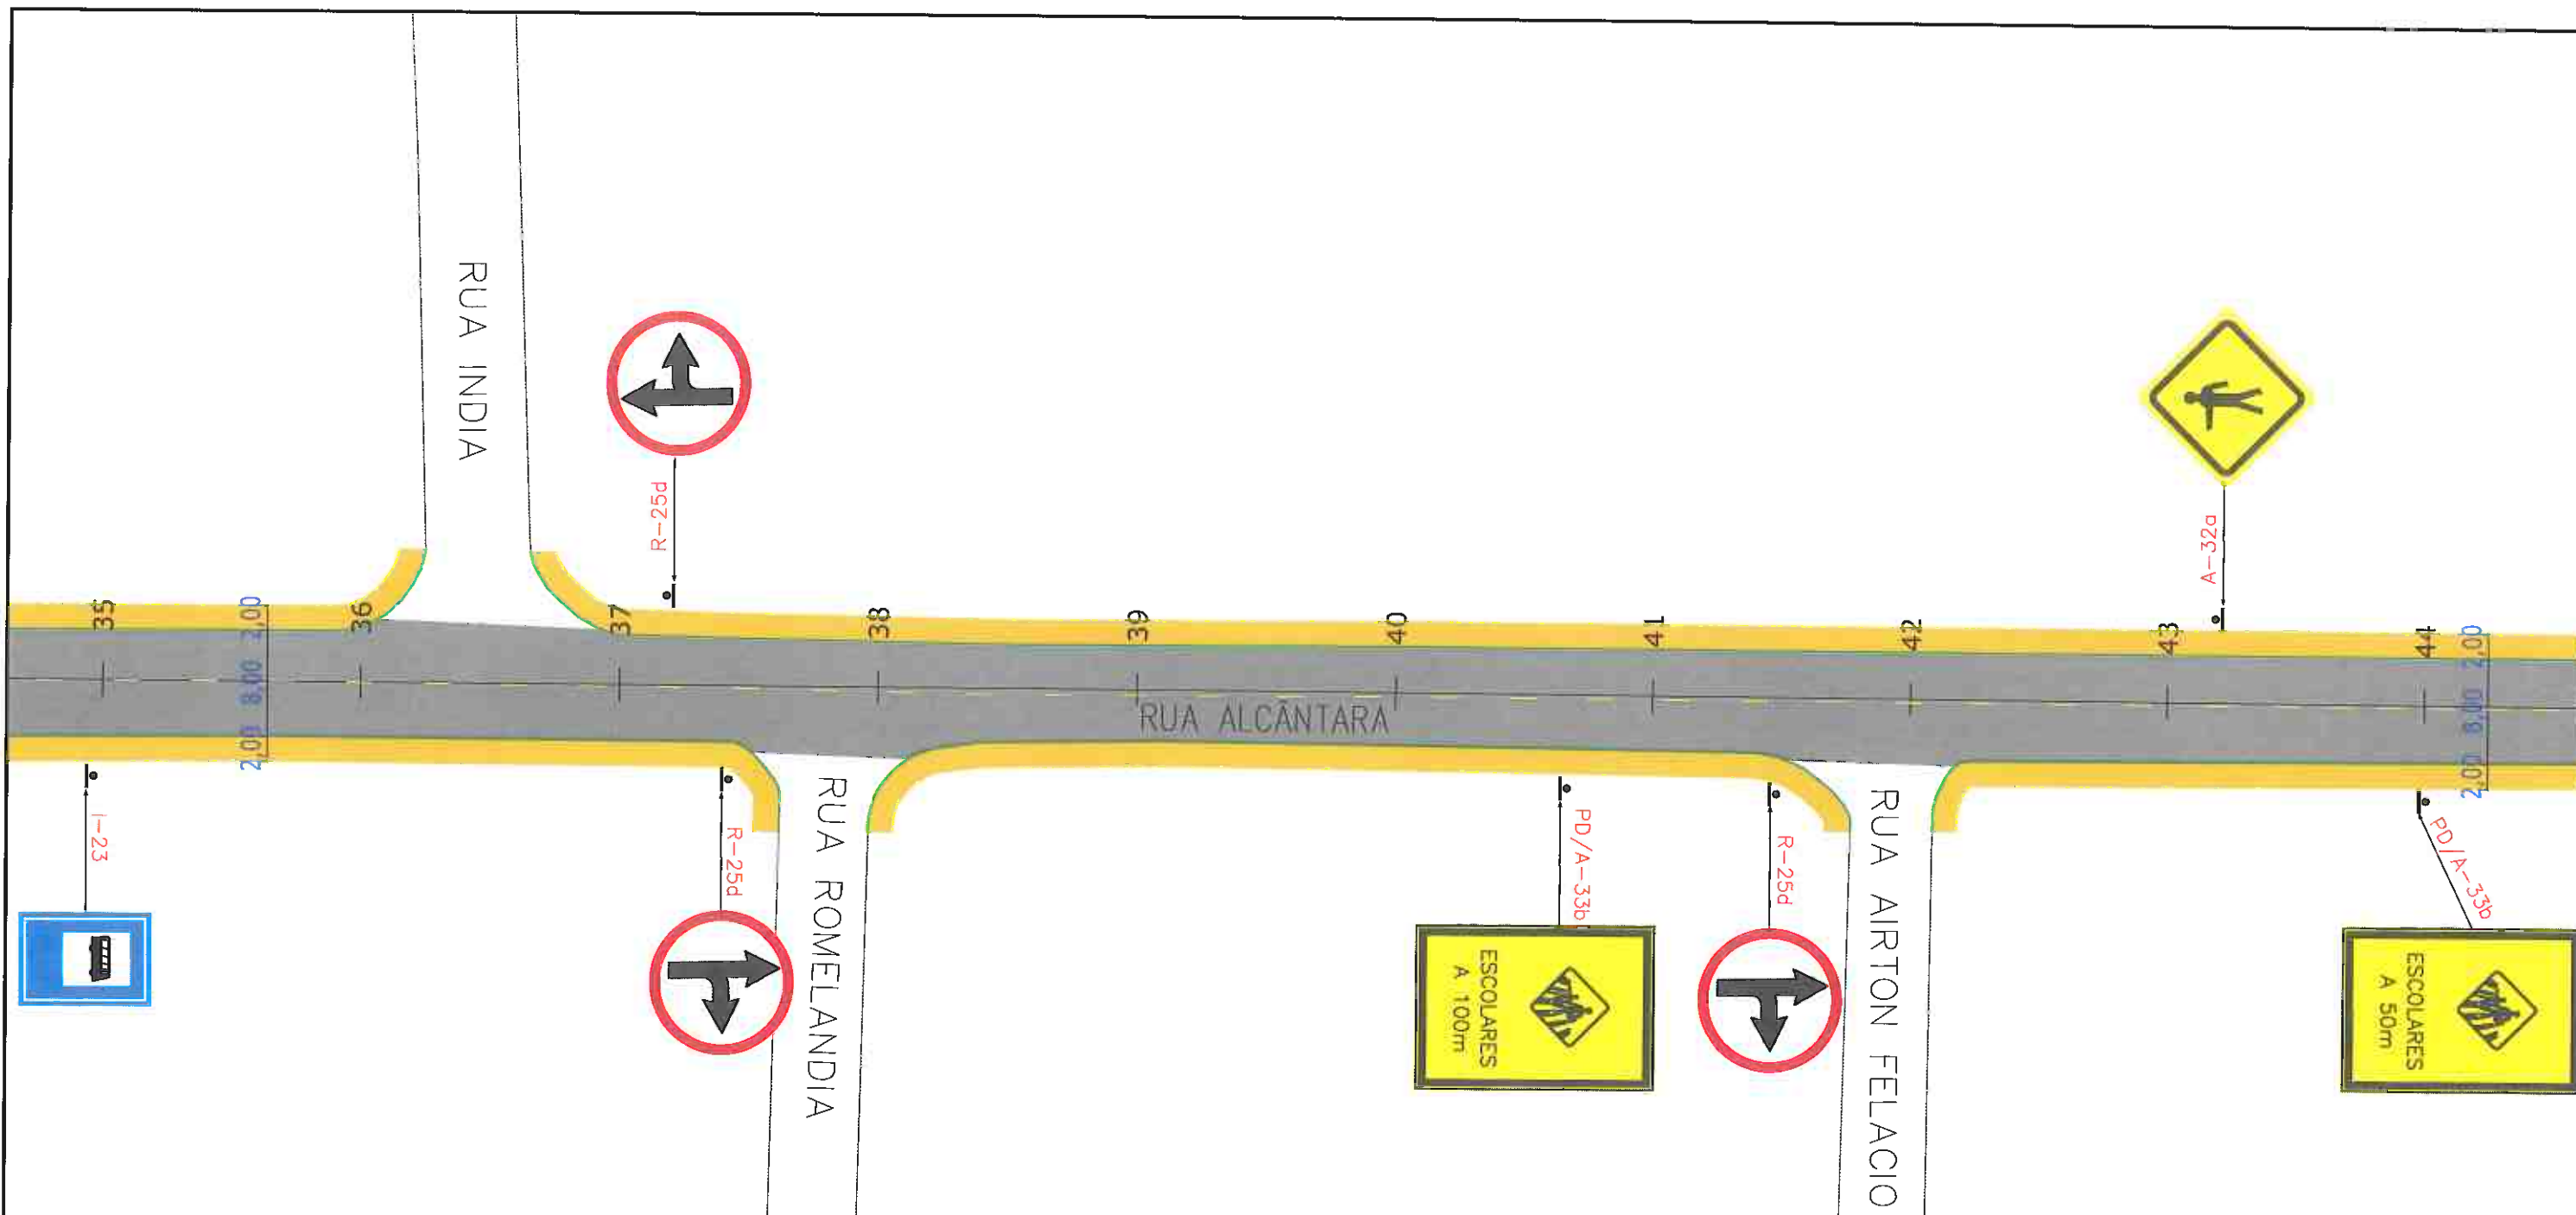 RUA INDIA
R-25d
A-32a
35
36
37
38
39
40
41
42
43
44
2,00
8,00
2,00
2,00
8,00
2,00
RUA ALCÂNTARA
I-23
R-25d
RUA ROMELANDIA
PD/A-33b
ESCOLARES
A 100m
R-25d
RUA AIRTON FELACIO
PD/A-33b
ESCOLARES
A 50m